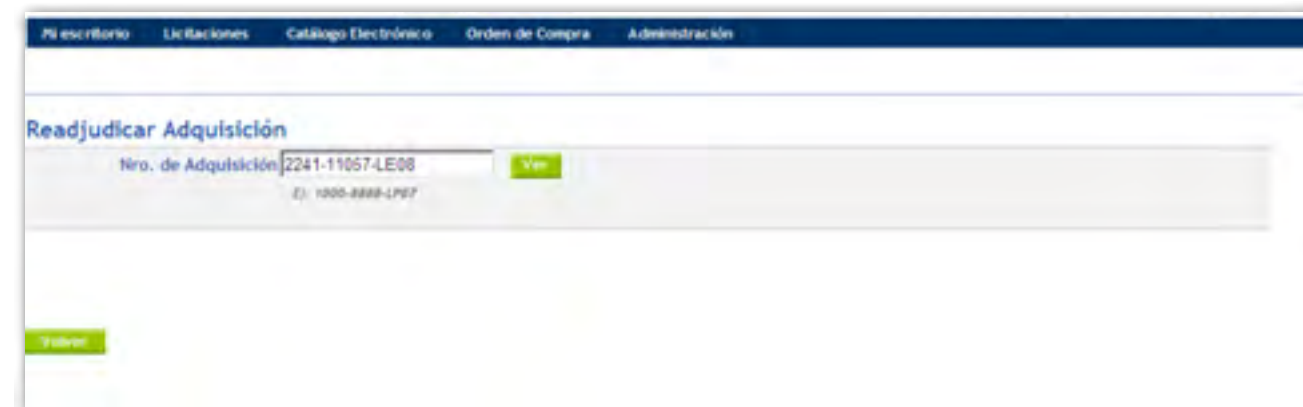 Mi escritorio Licitaciones Catálogo Electrónico Orden de Compra Administración
Readjudicar Adquisición
Nro. de Adquisición 2241-11057-LE08 Ver
Ej: 1000-8888-LP07
Volver